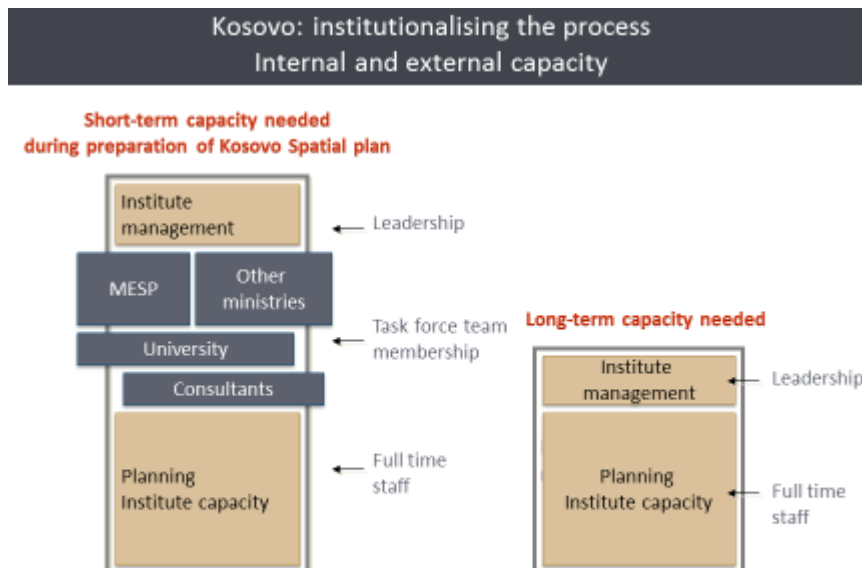 Kosovo: institutionalising the process
Internal and external capacity
Short-term capacity needed
during preparation of Kosovo Spatial plan
Institute
management
Leadership
MESP
Other
ministries
University
Task force team
membership
Consultants
Planning
Institute capacity
Full time
staff
Long-term capacity needed
Institute
management
Leadership
Planning
Institute capacity
Full time
staff